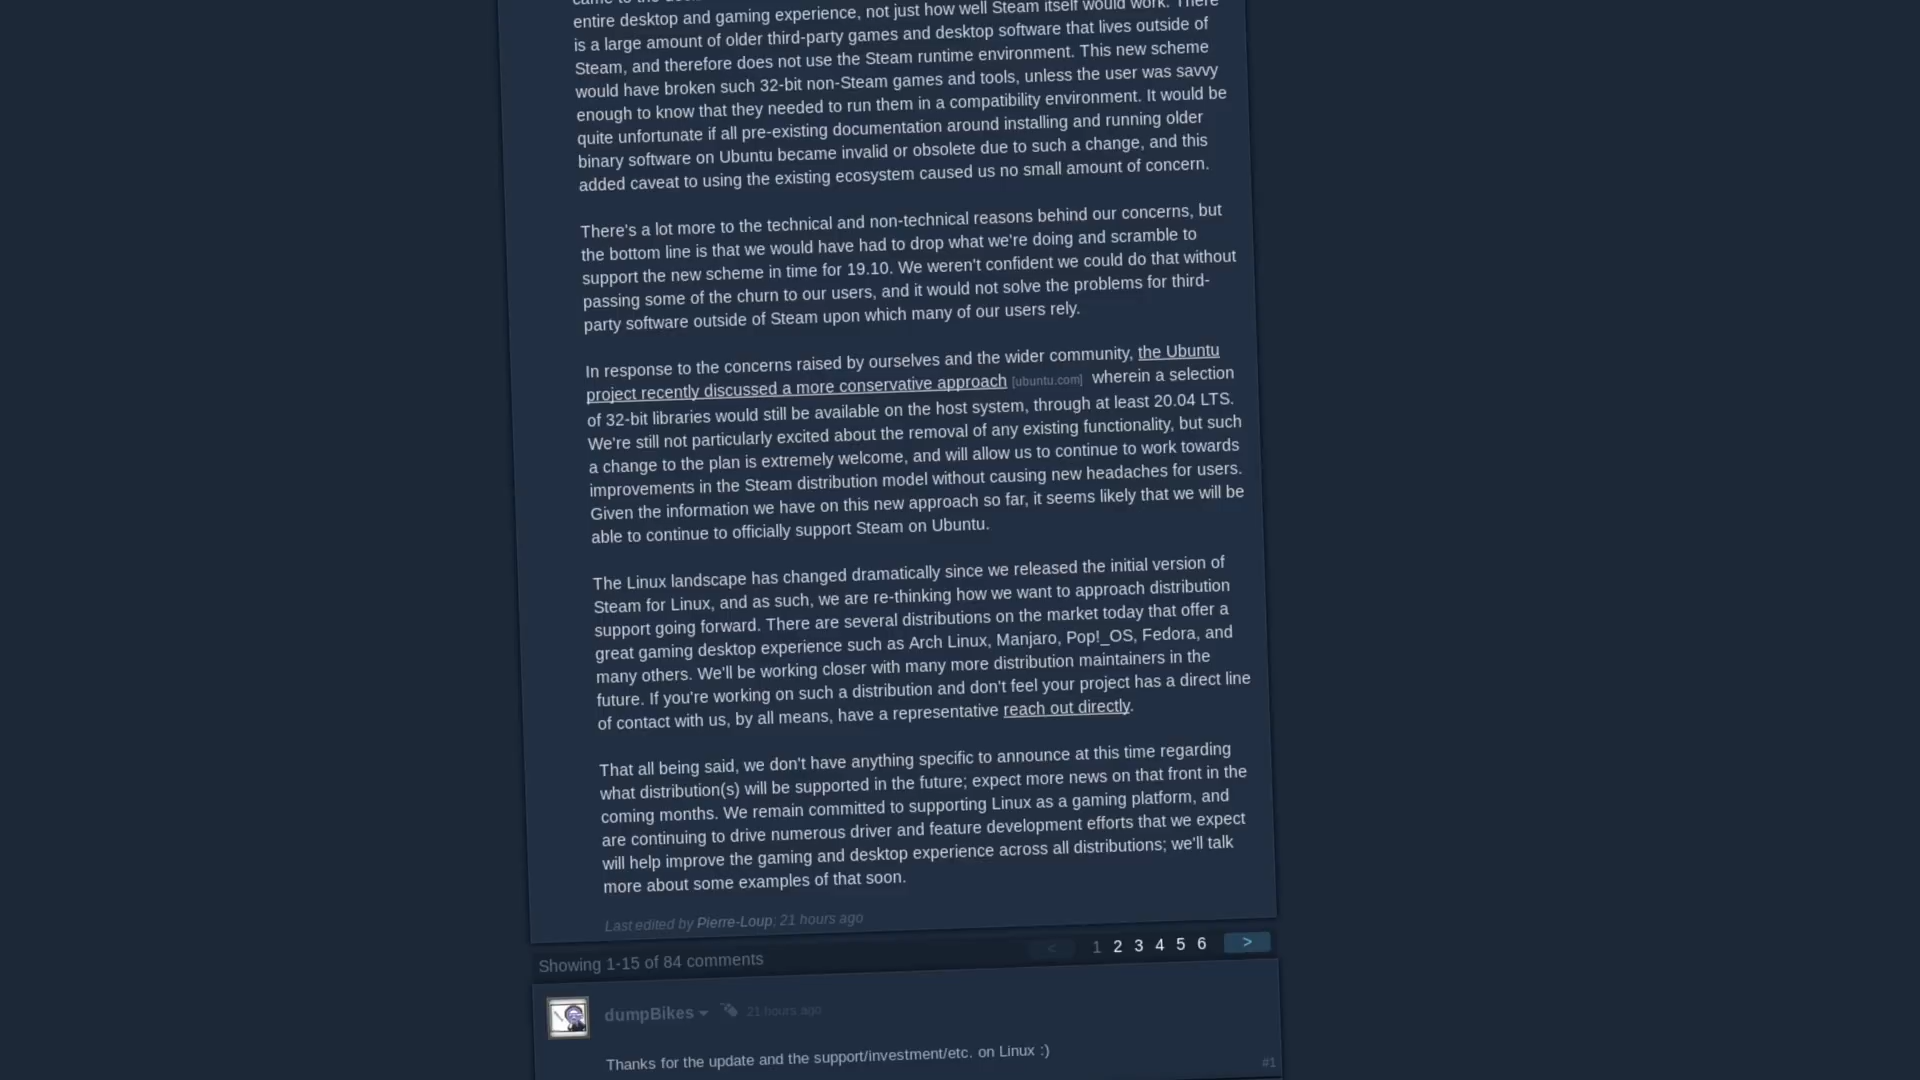 entire desktop and gaming experience, not just how well Steam itself would work. There
is a large amount of older third-party games and desktop software that lives outside of
Steam, and therefore does not use the Steam runtime environment. This new scheme
would have broken such 32-bit non-Steam games and tools, unless the user was savvy
enough to know that they needed to run them in a compatibility environment. It would be
quite unfortunate if all pre-existing documentation around installing and running older
binary software on Ubuntu became invalid or obsolete due to such a change, and this
added caveat to using the existing ecosystem caused us no small amount of concern.
There's a lot more to the technical and non-technical reasons behind our concerns, but
the bottom line is that we would have had to drop what we're doing and scramble to
support the new scheme in time for 19.10. We weren't confident we could do that without
passing some of the churn to our users, and it would not solve the problems for third-
party software outside of Steam upon which many of our users rely.
In response to the concerns raised by ourselves and the wider community, the Ubuntu
project recently discussed a more conservative approach [ubuntu.com] wherein a selection
of 32-bit libraries would still be available on the host system, through at least 20.04 LTS.
We're still not particularly excited about the removal of any existing functionality, but such
a change to the plan is extremely welcome, and will allow us to continue to work towards
improvements in the Steam distribution model without causing new headaches for users.
Given the information we have on this new approach so far, it seems likely that we will be
able to continue to officially support Steam on Ubuntu.
The Linux landscape has changed dramatically since we released the initial version of
Steam for Linux, and as such, we are re-thinking how we want to approach distribution
support going forward. There are several distributions on the market today that offer a
great gaming desktop experience such as Arch Linux, Manjaro, Pop!_OS, Fedora, and
many others. We'll be working closer with many more distribution maintainers in the
future. If you're working on such a distribution and don't feel your project has a direct line
of contact with us, by all means, have a representative reach out directly.
That all being said, we don't have anything specific to announce at this time regarding
what distribution(s) will be supported in the future; expect more news on that front in the
coming months. We remain committed to supporting Linux as a gaming platform, and
are continuing to drive numerous driver and feature development efforts that we expect
will help improve the gaming and desktop experience across all distributions; we'll talk
more about some examples of that soon.
Last edited by Pierre-Loup; 21 hours ago
Showing 1-15 of 84 comments
< 1 2 3 4 5 6 >
dumpBikes 21 hours ago
Thanks for the update and the support/investment/etc. on Linux :)
#1